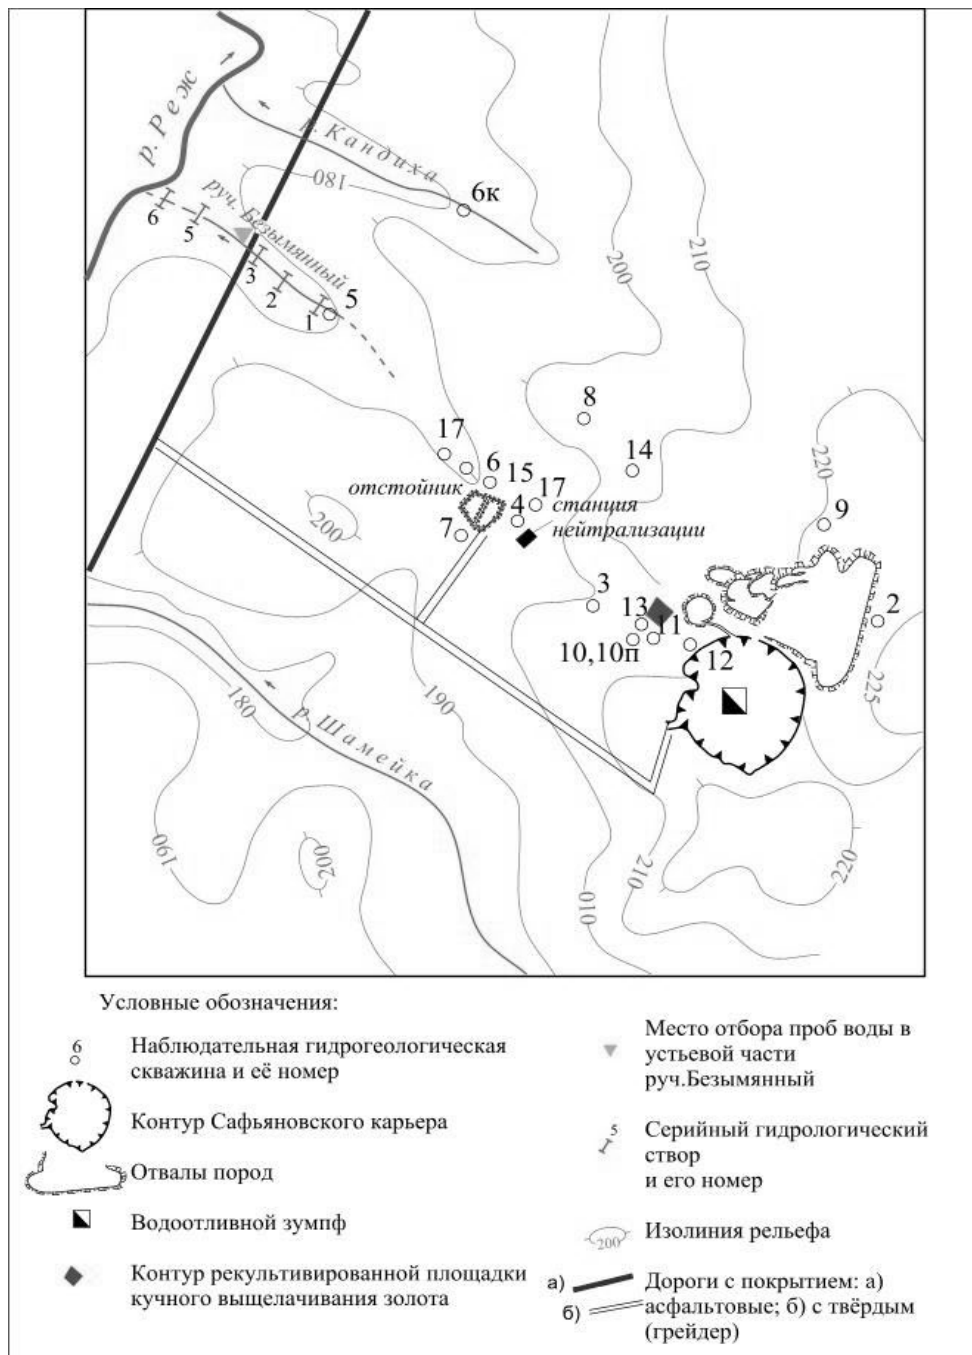 р. Реж
р. Кандиха
180
6к
руч. Безымянный
6
5
3
2
1
5
200
210
8
17
6
15
14
17
отстойник
4
станция
нейтрализации
7
200
220
9
3
13
11
2
10,10п
12
225
180
р. Шамейка
190
190
200
010
210
220
Условные обозначения:
6
Наблюдательная гидрогеологическая
скважина и её номер
Контур Сафьяновского карьера
Отвалы пород
Водоотливной зумпф
Контур рекультивированной площадки
кучного выщелачивания золота
Место отбора проб воды в
устьевой части
руч.Безымянный
5
Серийный гидрологический
створ
и его номер
200
Изолиния рельефа
а)
б)
Дороги с покрытием: а)
асфальтовые; б) с твёрдым
(грейдер)